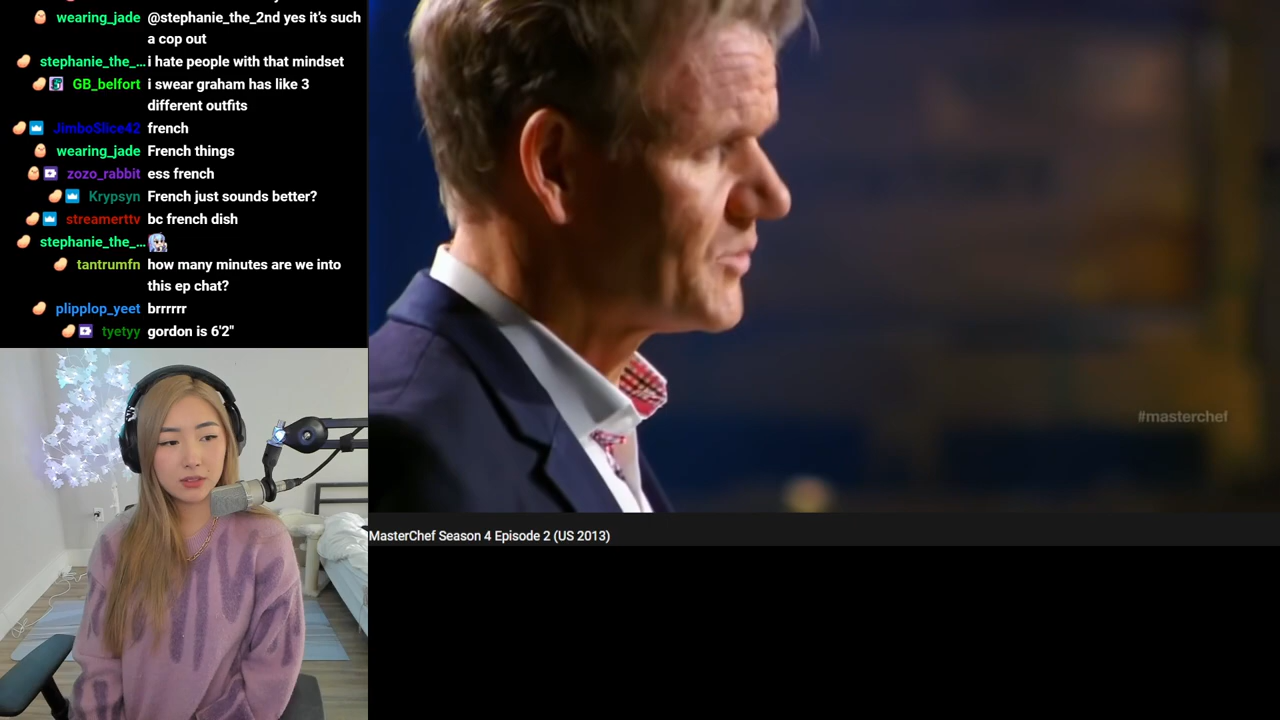 wearing_jade @stephanie_the_2nd yes it's such
a cop out
stephanie_the_... i hate people with that mindset
GB_belfort i swear graham has like 3
different outfits
JimboSlice42 french
wearing_jade French things
zozo_rabbit ess french
Krypsyn French just sounds better?
streamerttv bc french dish
stephanie_the_...
tantrumfn how many minutes are we into
this ep chat?
plipplop_yeet brrrrrr
tyetyy gordon is 6'2"
#masterchef
MasterChef Season 4 Episode 2 (US 2013)